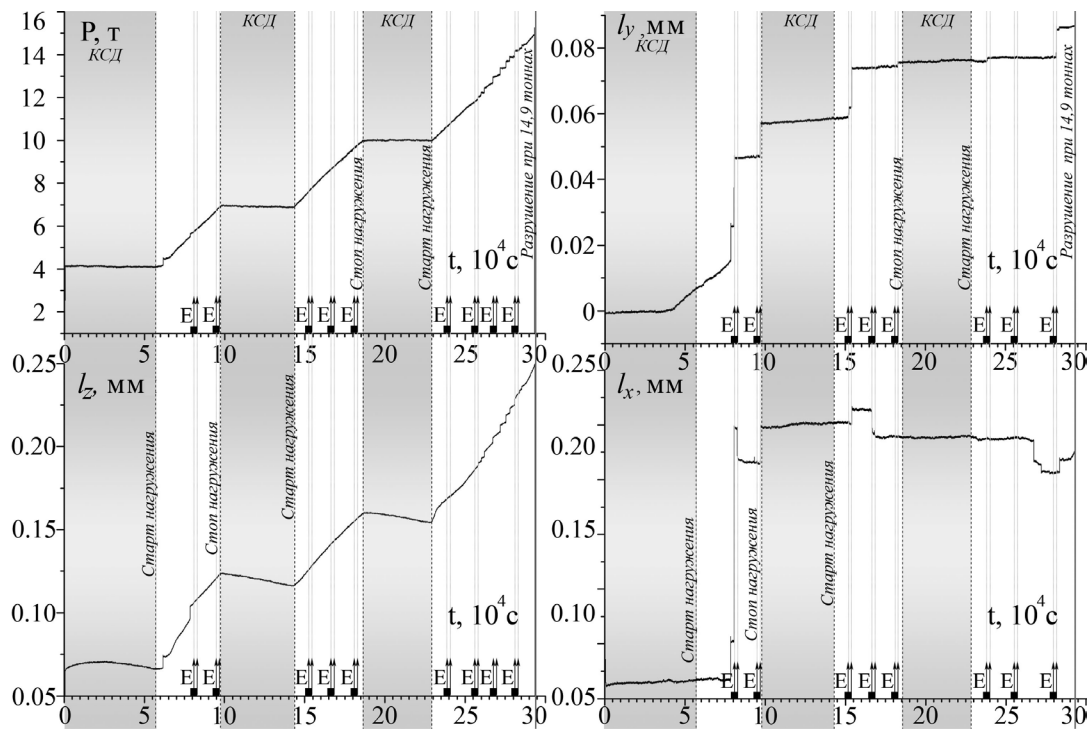 P, т
КСД
КСД
КСД
16
14
12
10
8
6
4
2
Стоп нагружения
Старт нагружения
Разрушение при 14,9 тоннах
t, 10⁴с
E
E
E
E
E
E
E
E
E
0
5
10
15
20
25
30
l_y, мм
КСД
КСД
КСД
0.08
0.06
0.04
0.02
0
Стоп нагружения
Старт нагружения
Разрушение при 14,9 тоннах
t, 10⁴с
E
E
E
E
E
E
E
E
0
5
10
15
20
25
30
l_z, мм
0.25
0.20
0.15
0.10
0.05
Старт нагружения
Стоп нагружения
Старт нагружения
t, 10⁴с
E
E
E
E
E
E
E
E
E
0
5
10
15
20
25
30
l_x, мм
0.25
0.20
0.15
0.10
0.05
Старт нагружения
Стоп нагружения
Старт нагружения
t, 10⁴с
E
E
E
E
E
E
E
E
0
5
10
15
20
25
30